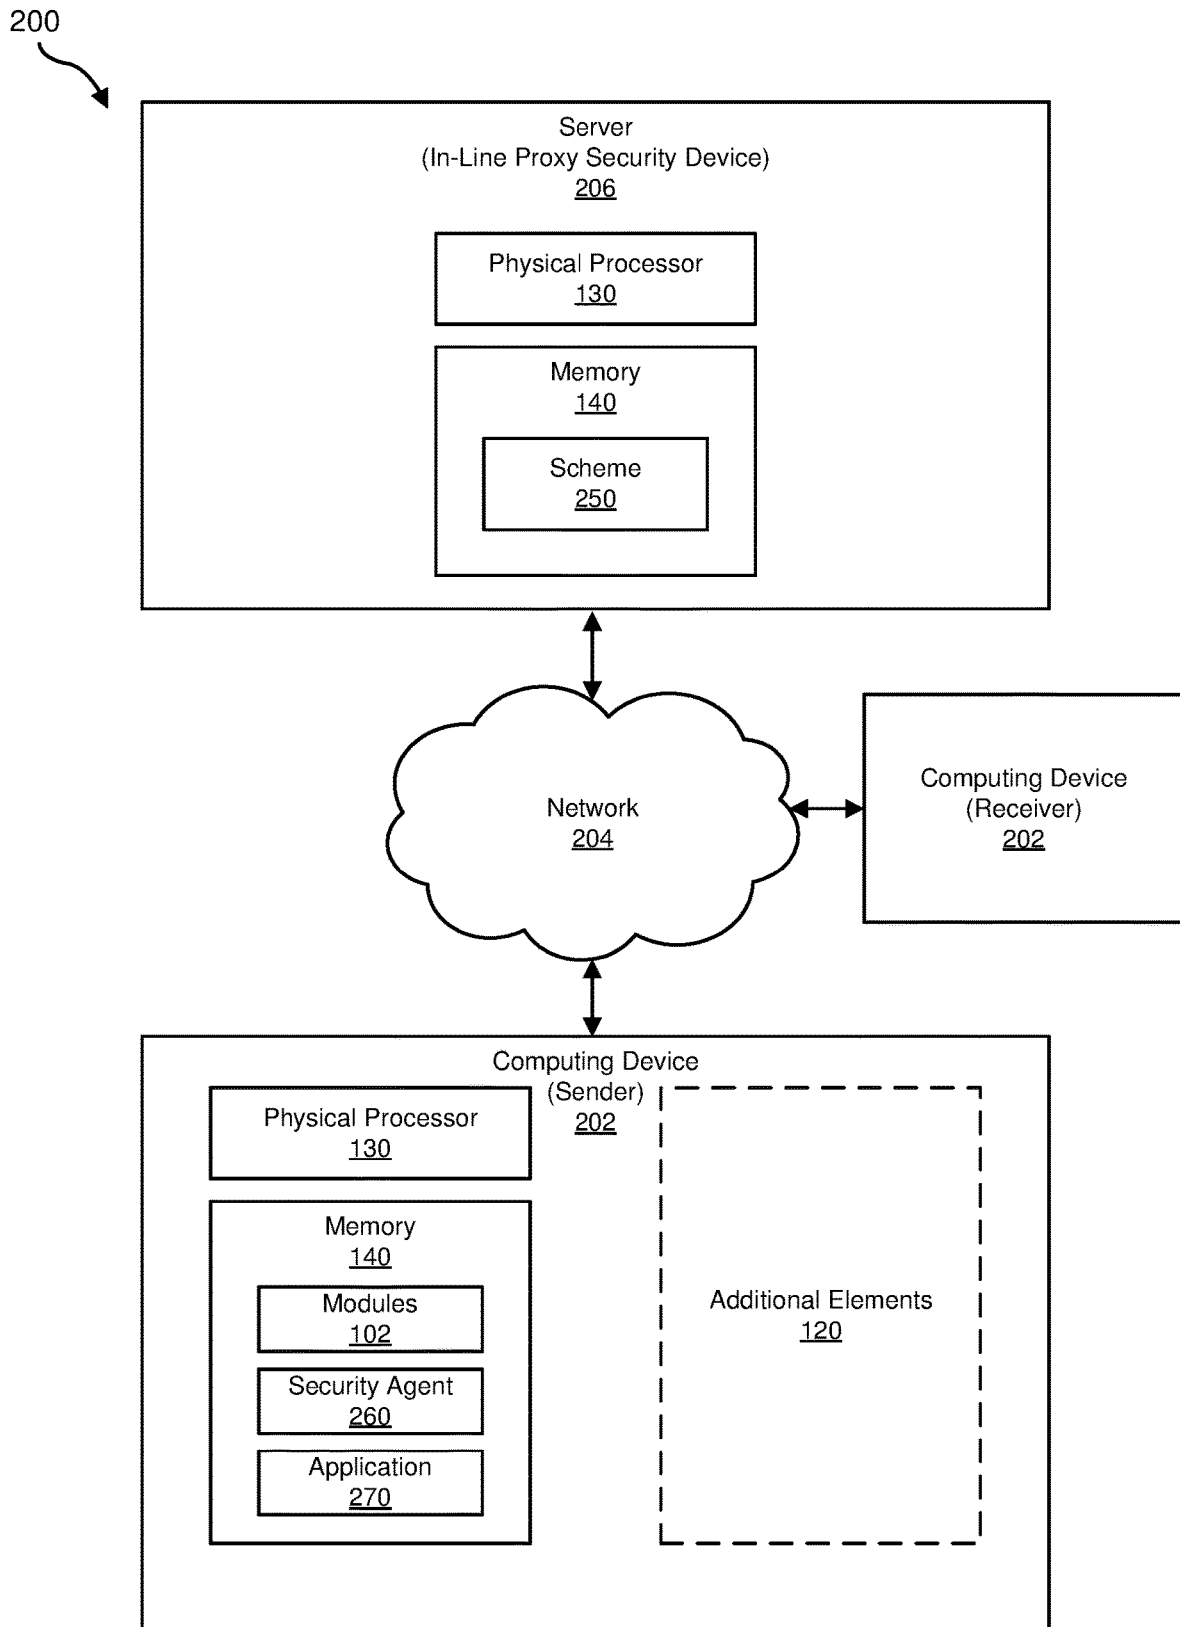 200
Server
(In-Line Proxy Security Device)
206
Physical Processor
130
Memory
140
Scheme
250
Network
204
Computing Device
(Receiver)
202
Computing Device
(Sender)
202
Physical Processor
130
Memory
140
Modules
102
Security Agent
260
Application
270
Additional Elements
120